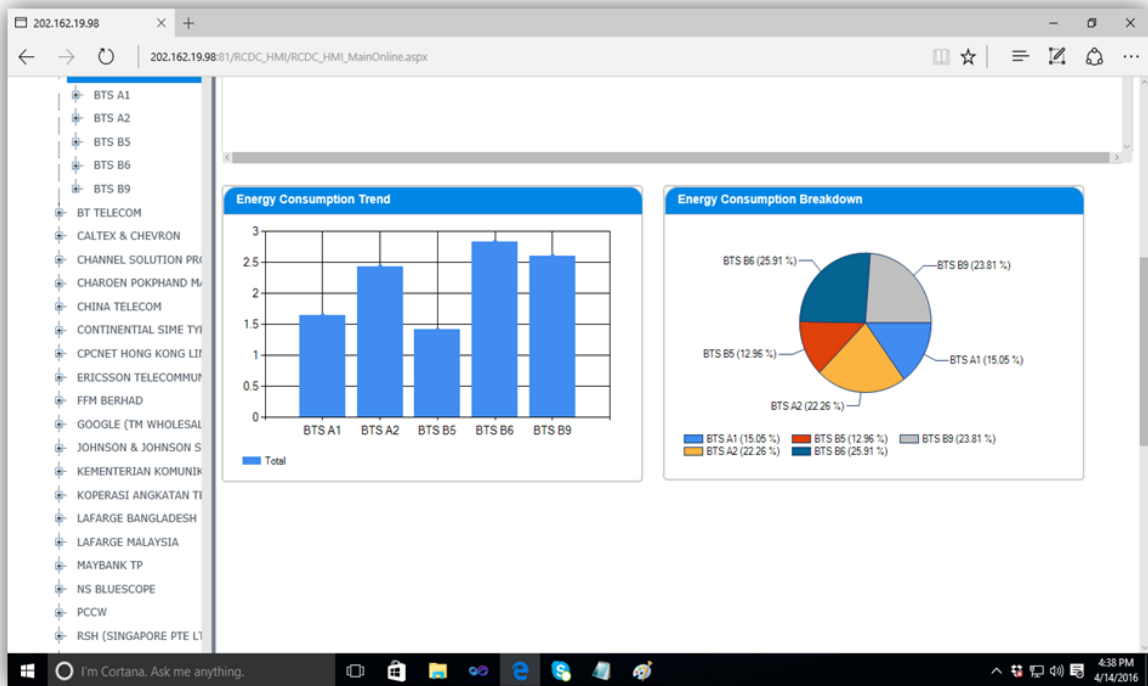 202.162.19.98
202.162.19.98:81/RCDC_HMI/RCDC_HMI_MainOnline.aspx
BTS A1
BTS A2
BTS B5
BTS B6
BTS B9
BT TELECOM
CALTEX & CHEVRON
CHANNEL SOLUTION PR
CHAROEN POKPHAND M
CHINA TELECOM
CONTINENTIAL SIME TY
CPCNET HONG KONG LI
ERICSSON TELECOMMU
FFM BERHAD
GOOGLE (TM WHOLESAL
JOHNSON & JOHNSON S
KEMENTERIAN KOMUNIK
KOPERASI ANGKATAN T
LAFARGE BANGLADESH
LAFARGE MALAYSIA
MAYBANK TP
NS BLUESCOPE
PCCW
RSH (SINGAPORE PTE LT
Energy Consumption Trend
3
2.5
2
1.5
1
0.5
0
BTS A1 BTS A2 BTS B5 BTS B6 BTS B9
Total
Energy Consumption Breakdown
BTS B6 (25.91 %)
BTS B9 (23.81 %)
BTS B5 (12.96 %)
BTS A1 (15.05 %)
BTS A2 (22.26 %)
BTS A1 (15.05 %) BTS B5 (12.96 %) BTS B9 (23.81 %)
BTS A2 (22.26 %) BTS B6 (25.91 %)
I'm Cortana. Ask me anything.
4:38 PM
4/14/2016